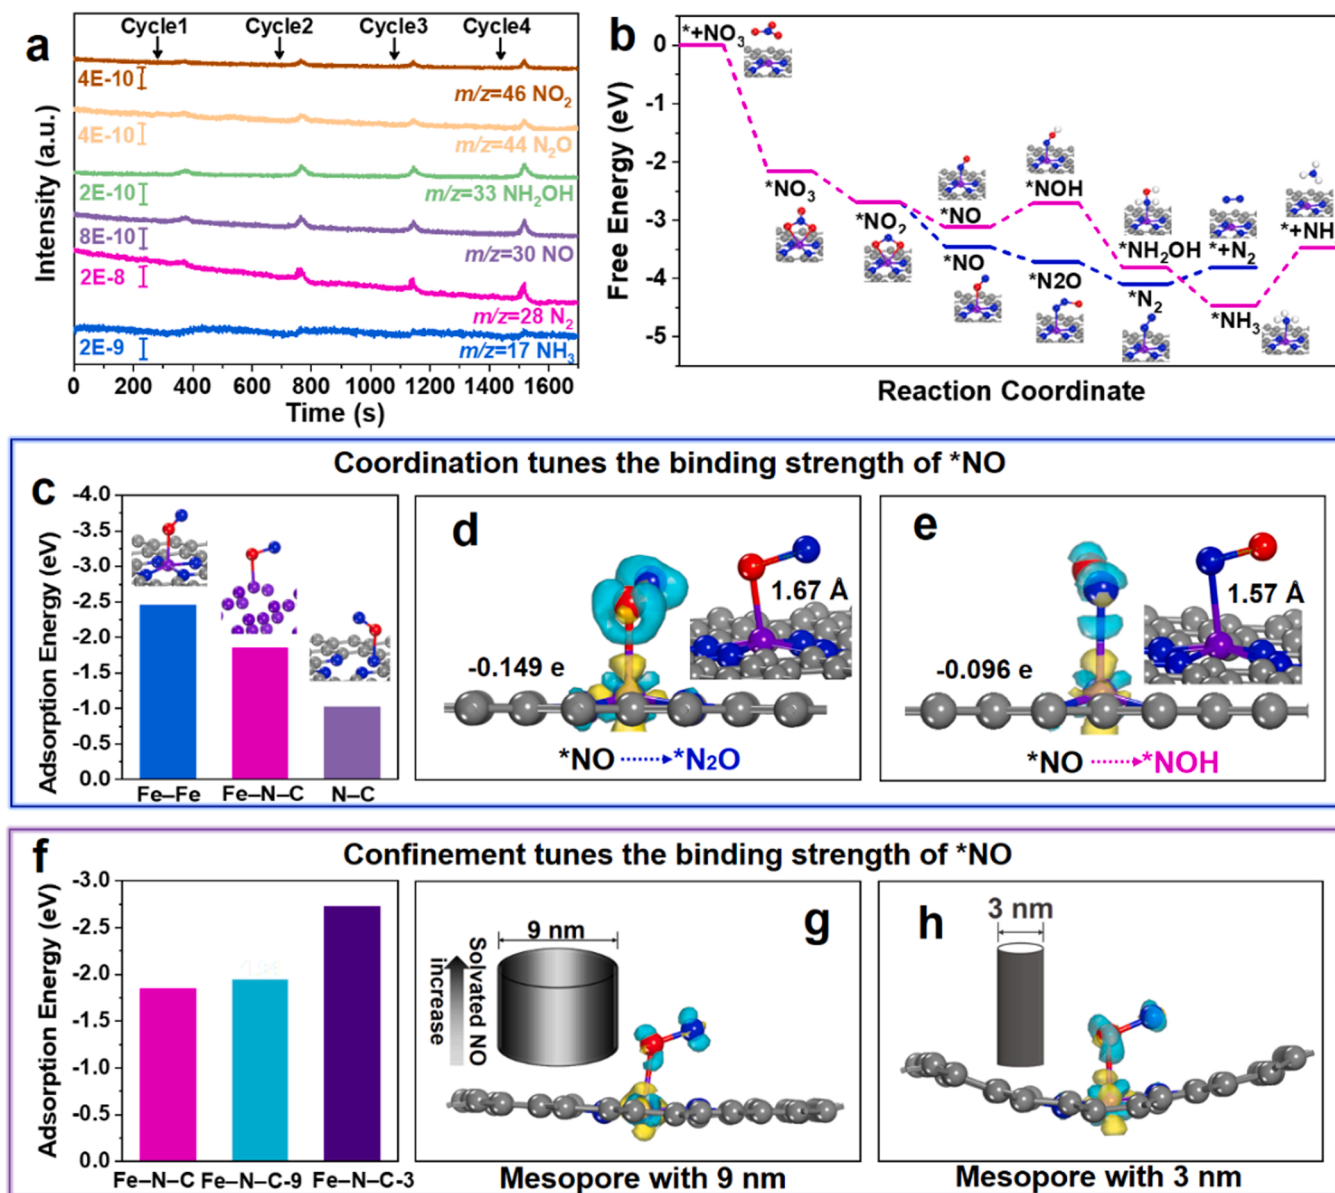 a
Cycle1 Cycle2 Cycle3 Cycle4
4E-10
m/z=46 NO2
4E-10
m/z=44 N2O
2E-10
m/z=33 NH2OH
8E-10
m/z=30 NO
2E-8
m/z=28 N2
2E-9
m/z=17 NH3
Intensity (a.u.)
0 200 400 600 800 1000 1200 1400 1600
Time (s)
b
Free Energy (eV)
0
-1
-2
-3
-4
-5
*+NO3
*NO3
*NO2
*NO
*NOH
*NO
*N2O
*NH2OH
*+N2
*N2
*NH3
*+NH
Reaction Coordinate
Coordination tunes the binding strength of *NO
c
Adsorption Energy (eV)
-4.0
-3.5
-3.0
-2.5
-2.0
-1.5
-1.0
-0.5
0.0
Fe–Fe Fe–N–C N–C
d
1.67 Å
-0.149 e
*NO *N2O
e
1.57 Å
-0.096 e
*NO *NOH
Confinement tunes the binding strength of *NO
f
Adsorption Energy (eV)
-3.0
-2.5
-2.0
-1.5
-1.0
-0.5
0.0
Fe–N–C Fe–N–C-9 Fe–N–C-3
g
9 nm
Solvated NO
increase
Mesopore with 9 nm
h
3 nm
Mesopore with 3 nm